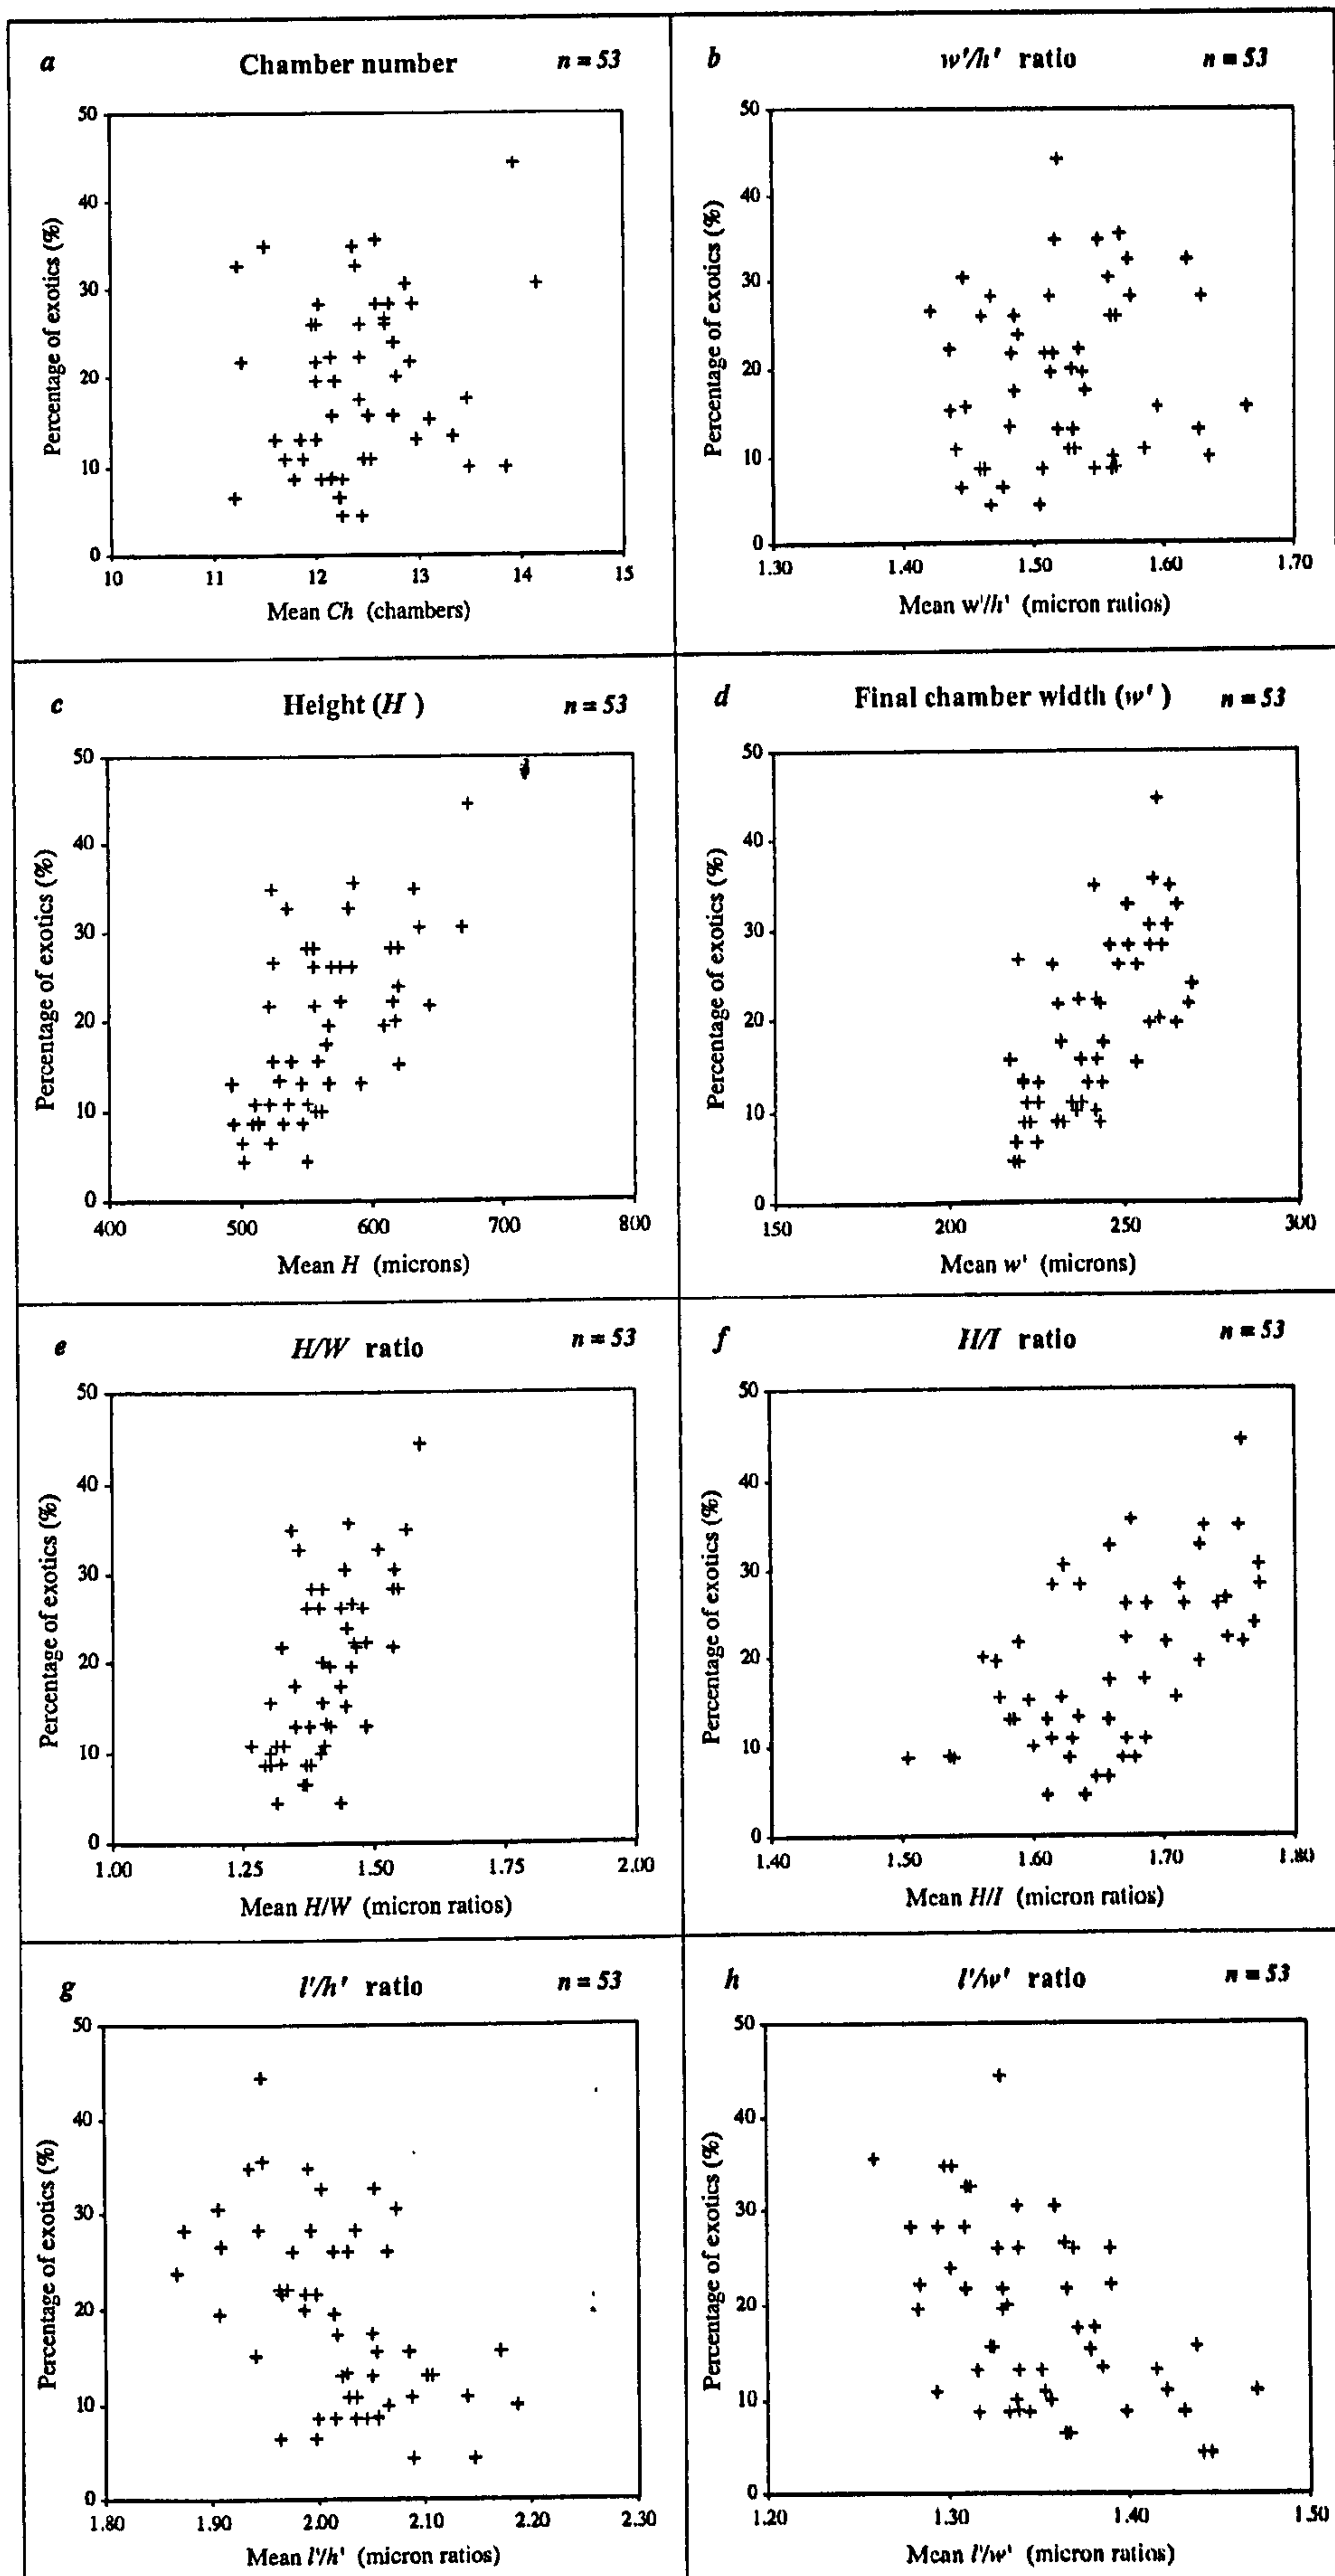 a Chamber number n = 53
50
40
30
20
10
0
Percentage of exotics (%)
10 11 12 13 14 15
Mean Ch (chambers)
b w'/h' ratio n = 53
50
40
30
20
10
0
Percentage of exotics (%)
1.30 1.40 1.50 1.60 1.70
Mean w'/h' (micron ratios)
c Height (H) n = 53
50
40
30
20
10
0
Percentage of exotics (%)
400 500 600 700 800
Mean H (microns)
d Final chamber width (w') n = 53
50
40
30
20
10
0
Percentage of exotics (%)
150 200 250 300
Mean w' (microns)
e H/W ratio n = 53
50
40
30
20
10
0
Percentage of exotics (%)
1.00 1.25 1.50 1.75 2.00
Mean H/W (micron ratios)
f H/I ratio n = 53
50
40
30
20
10
0
Percentage of exotics (%)
1.40 1.50 1.60 1.70 1.80
Mean H/I (micron ratios)
g l'/h' ratio n = 53
50
40
30
20
10
0
Percentage of exotics (%)
1.80 1.90 2.00 2.10 2.20 2.30
Mean l'/h' (micron ratios)
h l'/w' ratio n = 53
50
40
30
20
10
0
Percentage of exotics (%)
1.20 1.30 1.40 1.50
Mean l'/w' (micron ratios)